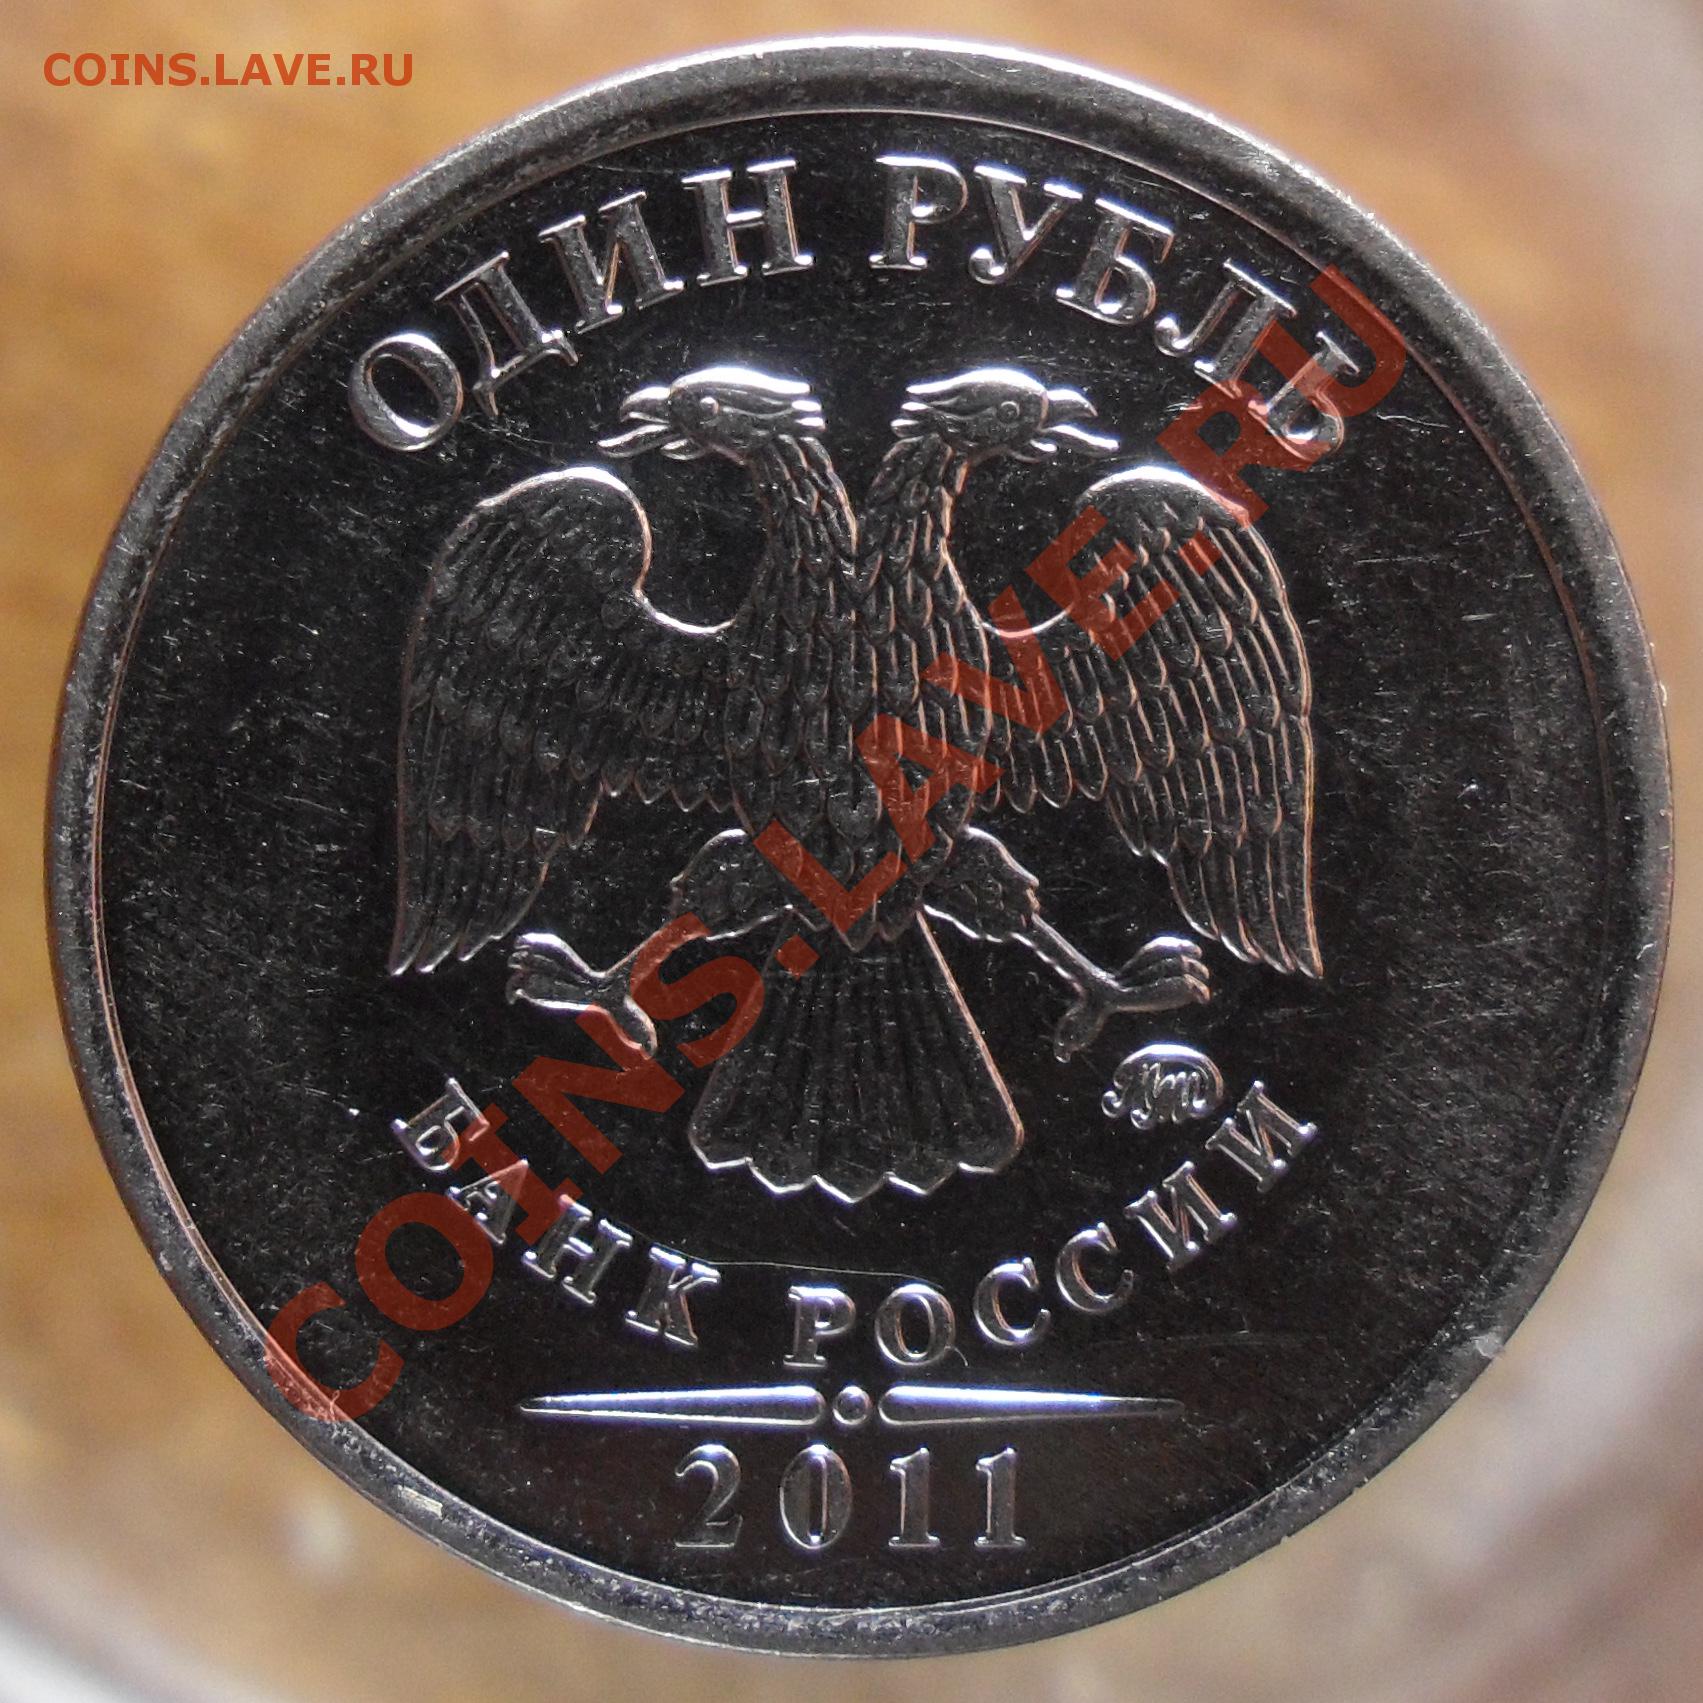 COINS.LAVE.RU
ОДИН РУБЛЬ
COINS.LAVE.RU
БАНК РОССИИ
2011